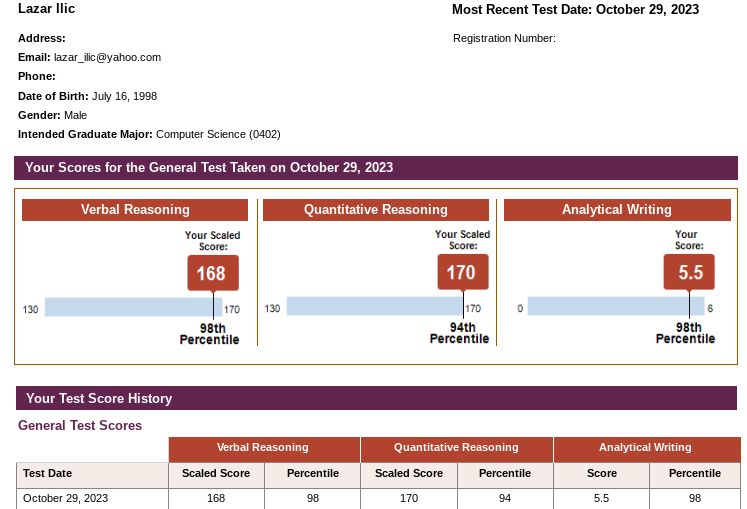 Lazar Ilic
Most Recent Test Date: October 29, 2023
Address:
Registration Number:
Email: lazar_ilic@yahoo.com
Phone:
Date of Birth: July 16, 1998
Gender: Male
Intended Graduate Major: Computer Science (0402)
Your Scores for the General Test Taken on October 29, 2023
Verbal Reasoning
Your Scaled
Score:
168
130
170
98th
Percentile
Quantitative Reasoning
Your Scaled
Score:
170
130
170
94th
Percentile
Analytical Writing
Your
Score:
5.5
0
6
98th
Percentile
Your Test Score History
General Test Scores
Verbal Reasoning Quantitative Reasoning Analytical Writing
Test Date Scaled Score Percentile Scaled Score Percentile Score Percentile
October 29, 2023 168 98 170 94 5.5 98